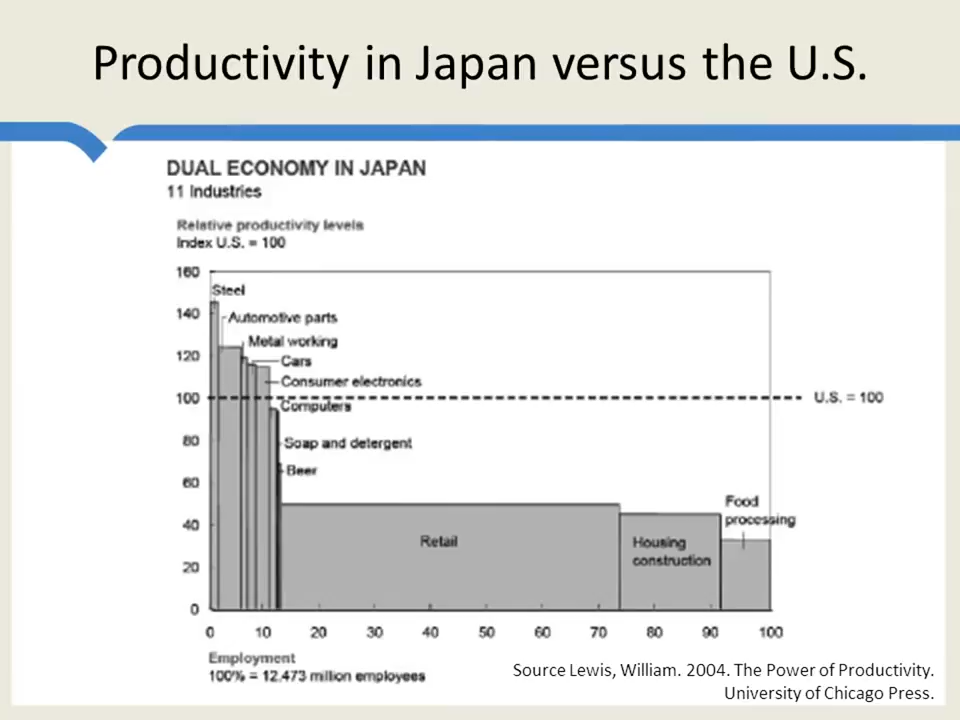 Productivity in Japan versus the U.S.
DUAL ECONOMY IN JAPAN
11 Industries
Relative productivity levels
Index U.S. = 100
160
Steel
140
Automotive parts
Metal working
120
Cars
Consumer electronics
100
U.S. = 100
Computers
80
Soap and detergent
Beer
60
Food
processing
40
Retail
Housing
construction
20
0
0 10 20 30 40 50 60 70 80 90 100
Employment
100% = 12,473 million employees
Source Lewis, William. 2004. The Power of Productivity.
University of Chicago Press.